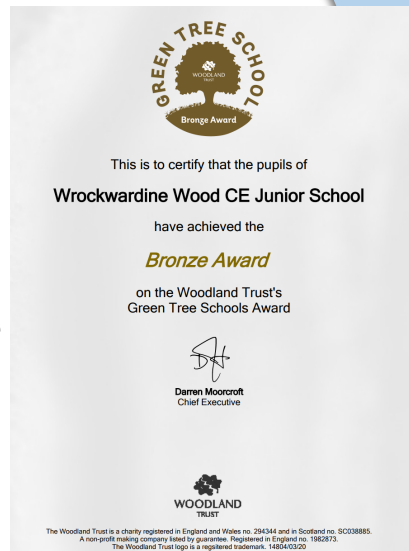 GREEN TREE SCHOOL
WOODLAND
TRUST
Bronze Award
This is to certify that the pupils of
Wrockwardine Wood CE Junior School
have achieved the
Bronze Award
on the Woodland Trust's
Green Tree Schools Award
Darren Moorcroft
Chief Executive
WOODLAND
TRUST
The Woodland Trust is a charity registered in England and Wales no. 294344 and in Scotland no. SC038885.
A non-profit making company listed by guarantee. Registered in England no. 1982873.
The Woodland Trust logo is a regsitered trademark. 14804/03/20